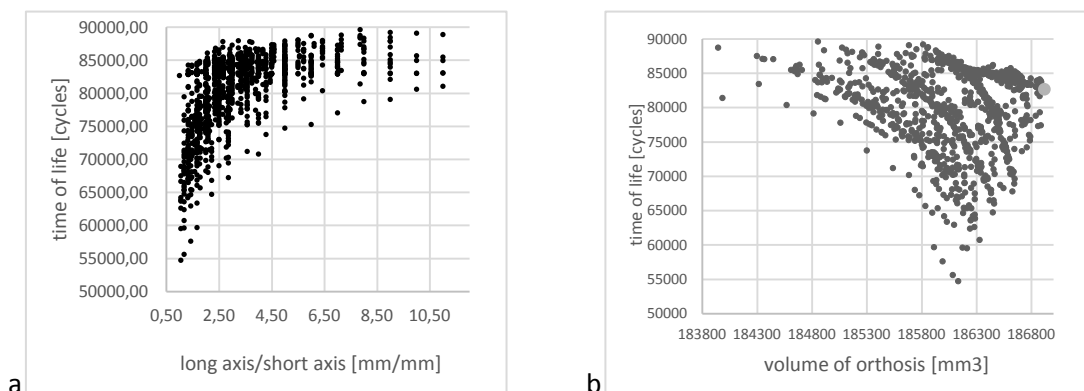 90000,00
85000,00
80000,00
75000,00
70000,00
65000,00
60000,00
55000,00
50000,00
time of life [cycles]
0,50 2,50 4,50 6,50 8,50 10,50
long axis/short axis [mm/mm]
a
90000
85000
80000
75000
70000
65000
60000
55000
50000
time of life [cycles]
183800 184300 184800 185300 185800 186300 186800
volume of orthosis [mm3]
b